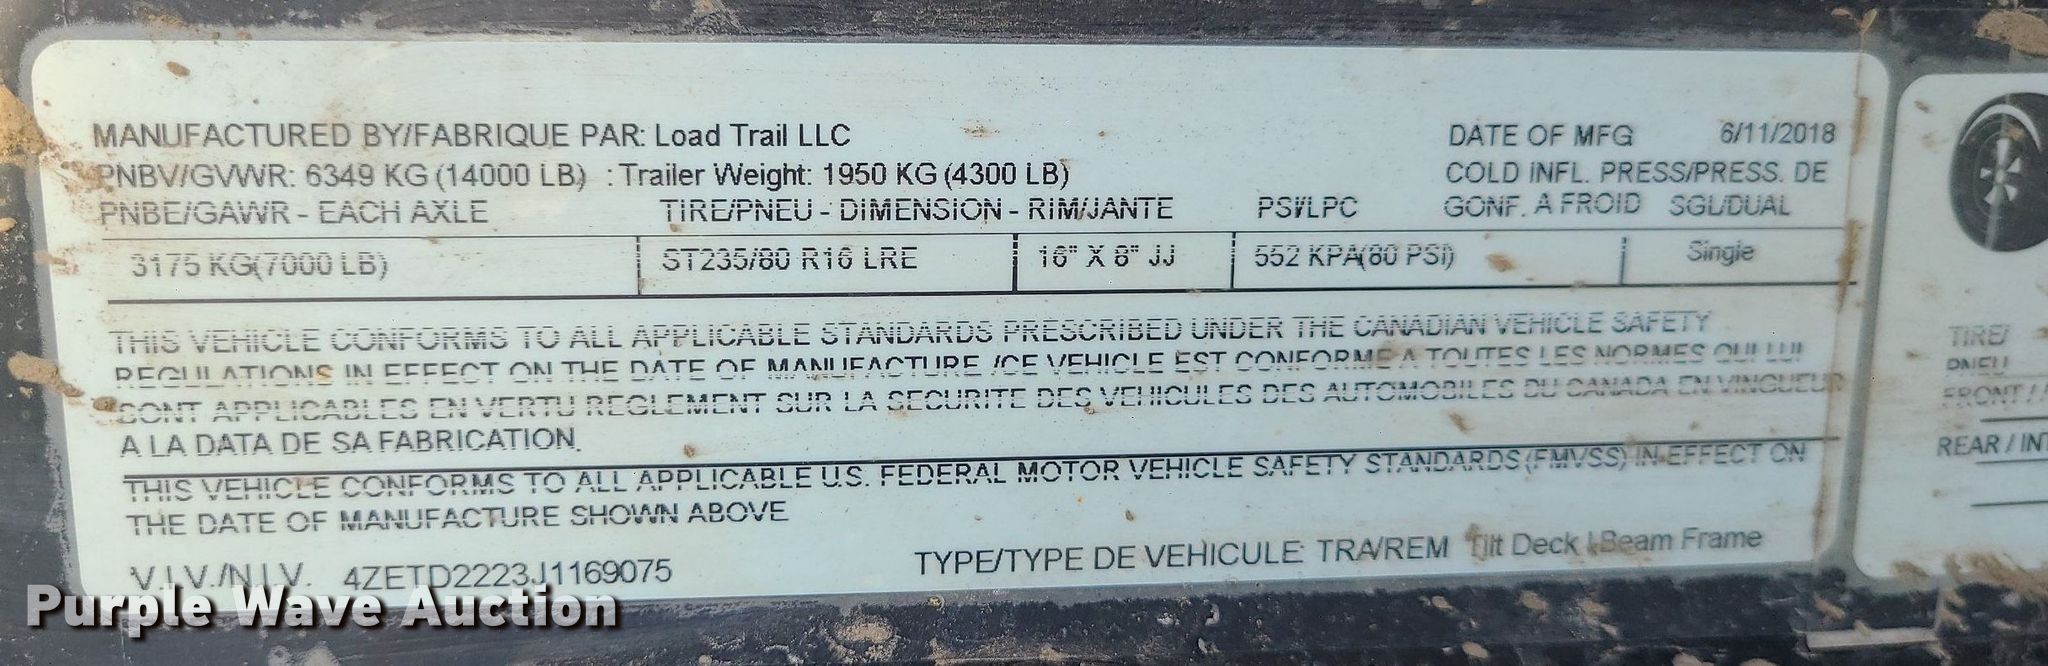 MANUFACTURED BY/FABRIQUE PAR: Load Trail LLC DATE OF MFG 6/11/2018
PNBV/GVWR: 6349 KG (14000 LB) : Trailer Weight: 1950 KG (4300 LB) COLD INFL. PRESS/PRESS. DE
PNBE/GAWR - EACH AXLE TIRE/PNEU - DIMENSION - RIM/JANTE PSI/LPC GONF. A FROID SGL/DUAL
3175 KG(7000 LB) ST235/80 R16 LRE 16" X 8" JJ 552 KPA(80 PSI) Single
THIS VEHICLE CONFORMS TO ALL APPLICABLE STANDARDS PRESCRIBED UNDER THE CANADIAN VEHICLE SAFETY
REGULATIONS IN EFFECT ON THE DATE OF MANUFACTURE /CE VEHICLE EST CONFORME A TOUTES LES NORMES QUI LUI
SONT APPLICABLES EN VERTU REGLEMENT SUR LA SECURITE DES VEHICULES DES AUTOMOBILES DU CANADA EN VINGUEUR
A LA DATA DE SA FABRICATION.
THIS VEHICLE CONFORMS TO ALL APPLICABLE U.S. FEDERAL MOTOR VEHICLE SAFETY STANDARDS (FMVSS) IN EFFECT ON
THE DATE OF MANUFACTURE SHOWN ABOVE
V.I.V./N.I.V. 4ZETD2223J1169075 TYPE/TYPE DE VEHICULE: TRA/REM Tilt Deck I-Beam Frame
TIRE/
PNEU
FRONT/
REAR / INT
Purple Wave Auction